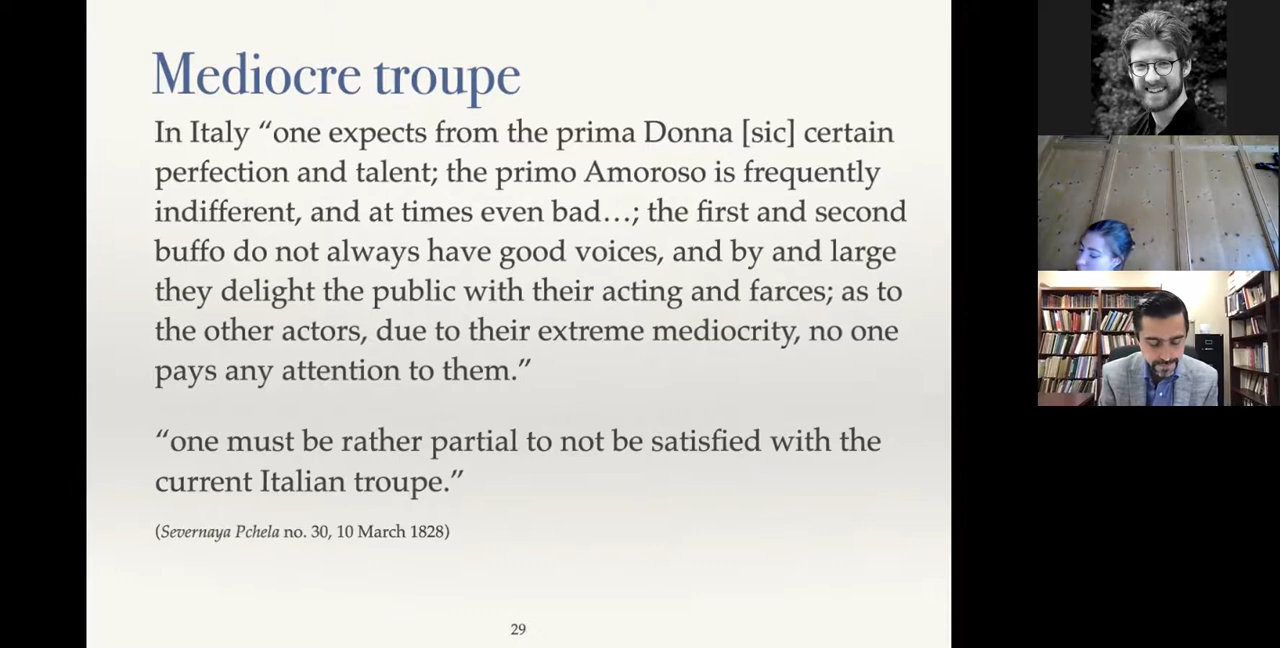 Mediocre troupe
In Italy “one expects from the prima Donna [sic] certain
perfection and talent; the primo Amoroso is frequently
indifferent, and at times even bad…; the first and second
buffo do not always have good voices, and by and large
they delight the public with their acting and farces; as to
the other actors, due to their extreme mediocrity, no one
pays any attention to them.”
“one must be rather partial to not be satisfied with the
current Italian troupe.”
(Severnaya Pchela no. 30, 10 March 1828)
29